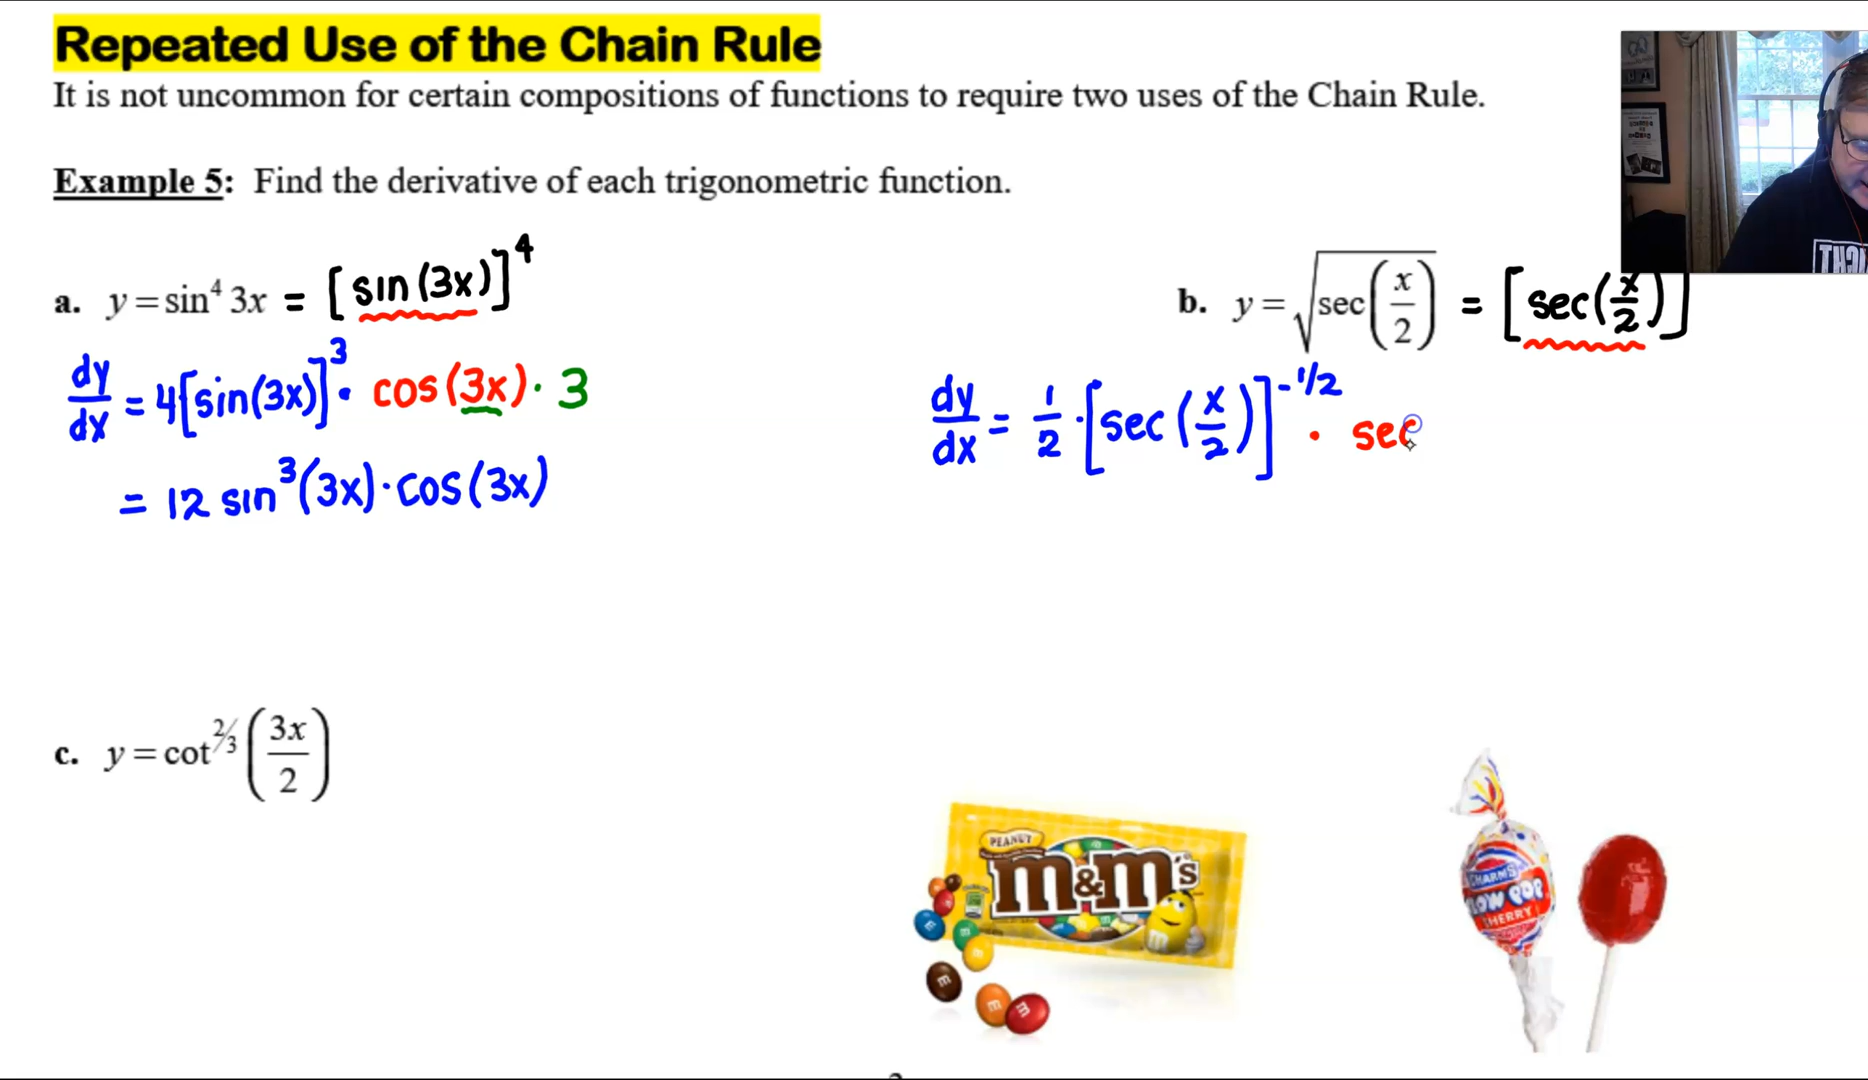 Repeated Use of the Chain Rule
It is not uncommon for certain compositions of functions to require two uses of the Chain Rule.
Example 5: Find the derivative of each trigonometric function.
a. y = sin⁴ 3x = [sin(3x)]⁴
dy/dx = 4[sin(3x)]³ · cos(3x) · 3
= 12 sin³(3x) · cos(3x)
b. y = √sec(x/2) = [sec(x/2)]
dy/dx = 1/2 · [sec(x/2)]^-1/2 · sec
c. y = cot^2/3 (3x/2)
PEANUT
m&m's
CHARMS
LOW POP
CHERRY